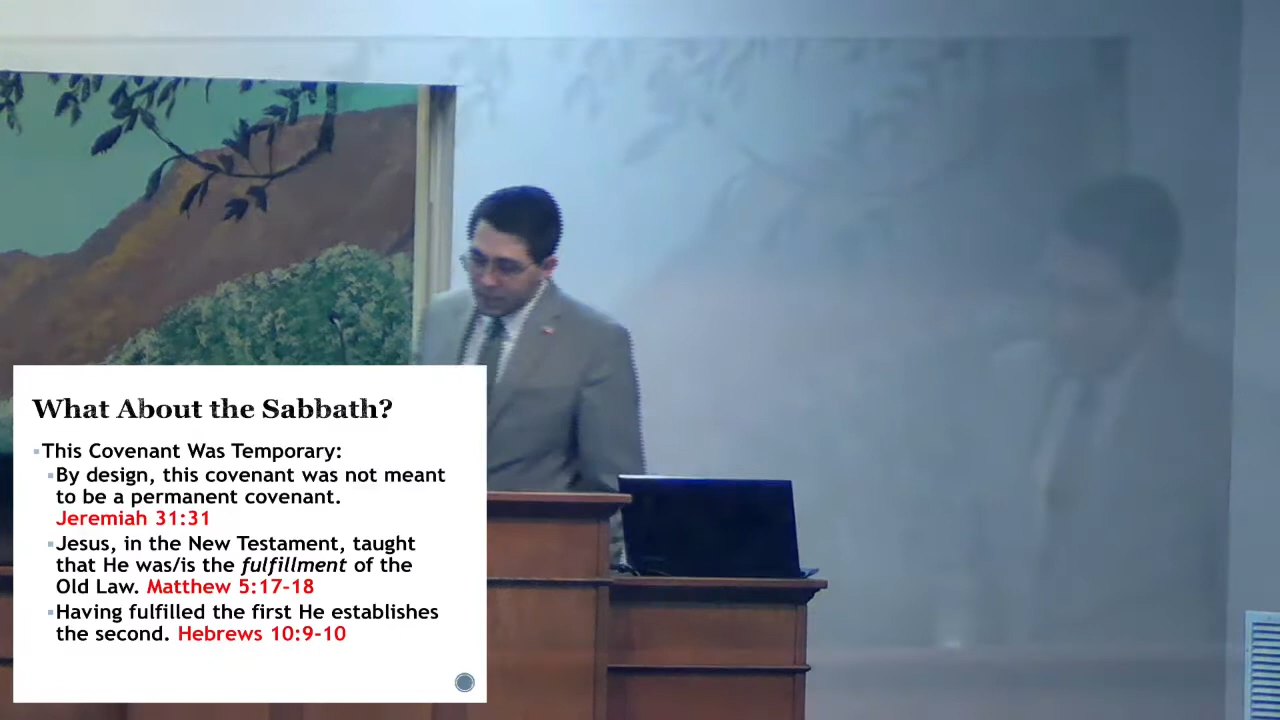 What About the Sabbath?
This Covenant Was Temporary:
By design, this covenant was not meant
to be a permanent covenant.
Jeremiah 31:31
Jesus, in the New Testament, taught
that He was/is the fulfillment of the
Old Law. Matthew 5:17-18
Having fulfilled the first He establishes
the second. Hebrews 10:9-10